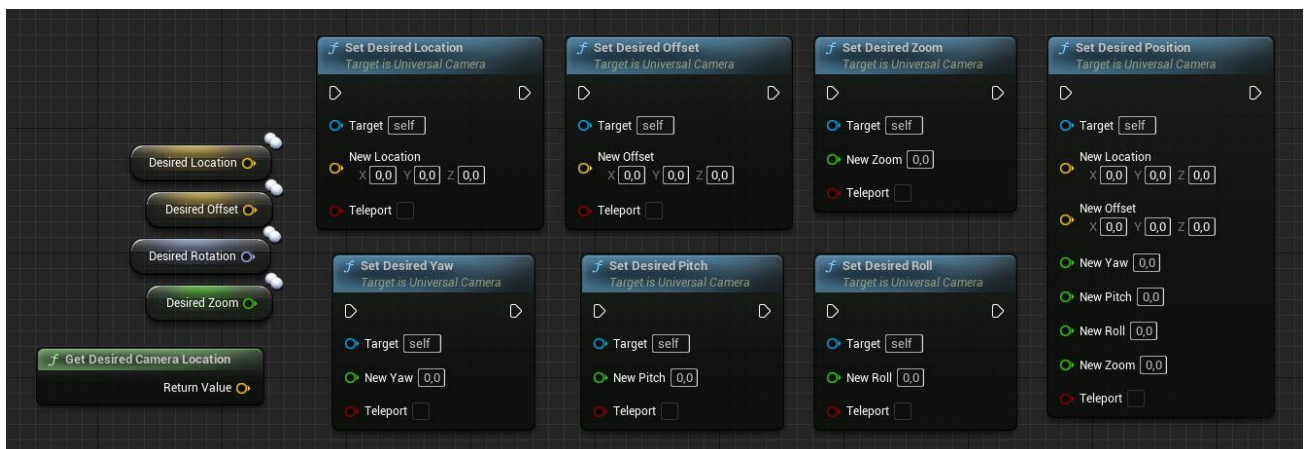 f Set Desired Location
Target is Universal Camera
Target self
New Location
X 0,0 Y 0,0 Z 0,0
Teleport
f Set Desired Offset
Target is Universal Camera
Target self
New Offset
X 0,0 Y 0,0 Z 0,0
Teleport
f Set Desired Zoom
Target is Universal Camera
Target self
New Zoom 0,0
Teleport
f Set Desired Position
Target is Universal Camera
Target self
New Location
X 0,0 Y 0,0 Z 0,0
New Offset
X 0,0 Y 0,0 Z 0,0
New Yaw 0,0
New Pitch 0,0
New Roll 0,0
New Zoom 0,0
Teleport
Desired Location
Desired Offset
Desired Rotation
Desired Zoom
f Get Desired Camera Location
Return Value
f Set Desired Yaw
Target is Universal Camera
Target self
New Yaw 0,0
Teleport
f Set Desired Pitch
Target is Universal Camera
Target self
New Pitch 0,0
Teleport
f Set Desired Roll
Target is Universal Camera
Target self
New Roll 0,0
Teleport